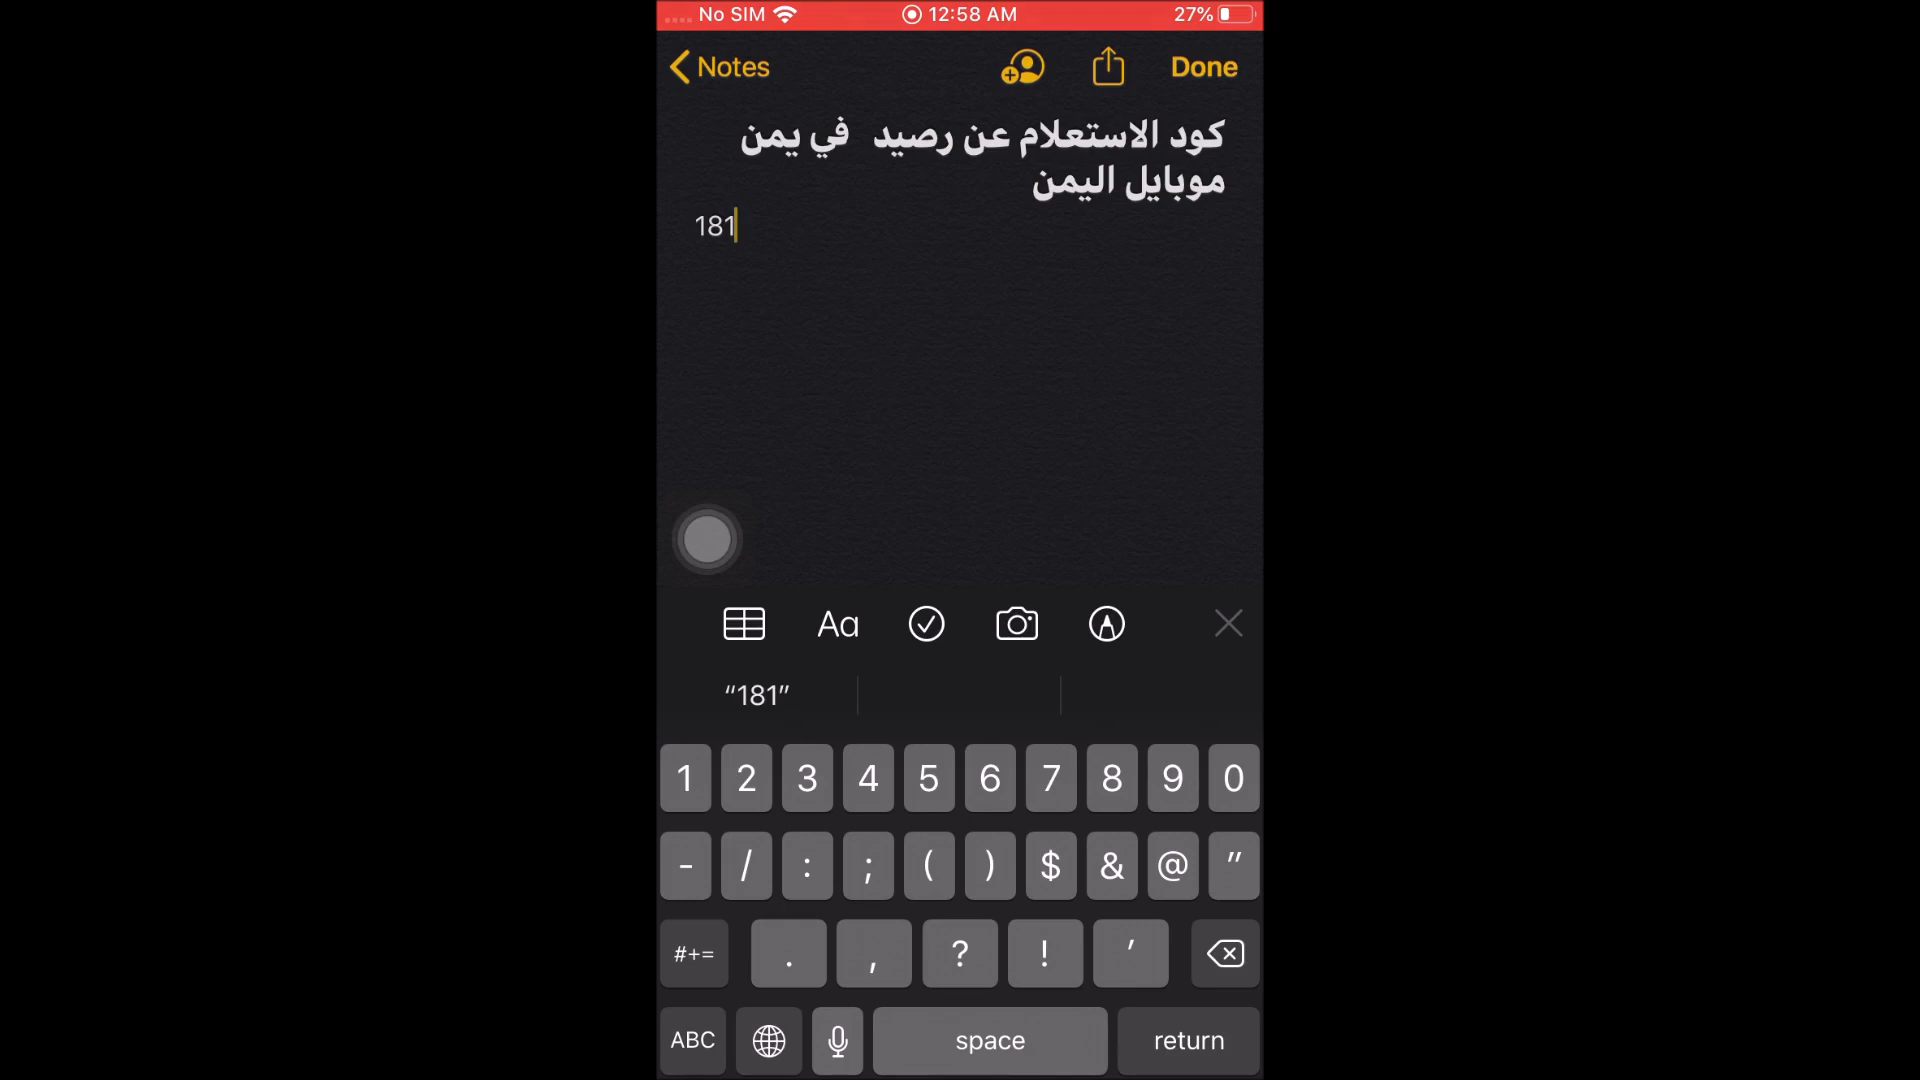 No SIM 12:58 AM 27%
Notes Done
كود الاستعلام عن رصيد في يمن
موبايل اليمن
181
Aa
“181”
1 2 3 4 5 6 7 8 9 0
- / : ; ( ) $ & @ "
#+= . , ? ! '
ABC space return